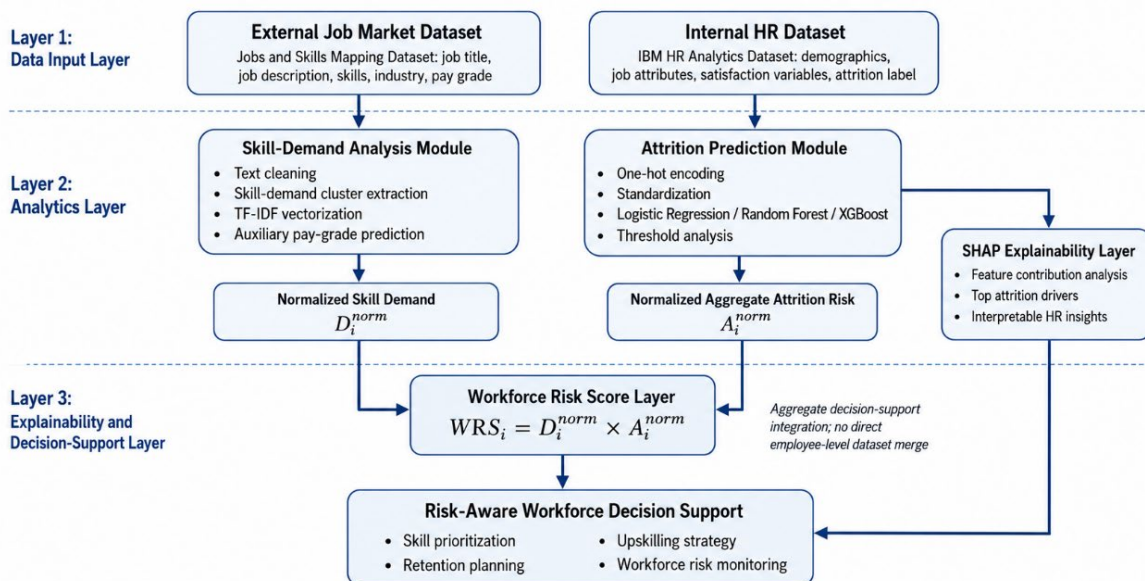 Layer 1:
Data Input Layer
External Job Market Dataset
Jobs and Skills Mapping Dataset: job title,
job description, skills, industry, pay grade
Internal HR Dataset
IBM HR Analytics Dataset: demographics,
job attributes, satisfaction variables, attrition label
Layer 2:
Analytics Layer
Skill-Demand Analysis Module
• Text cleaning
• Skill-demand cluster extraction
• TF-IDF vectorization
• Auxiliary pay-grade prediction
Attrition Prediction Module
• One-hot encoding
• Standardization
• Logistic Regression / Random Forest / XGBoost
• Threshold analysis
SHAP Explainability Layer
• Feature contribution analysis
• Top attrition drivers
• Interpretable HR insights
Normalized Skill Demand
D_i^{norm}
Normalized Aggregate Attrition Risk
A_i^{norm}
Layer 3:
Explainability and
Decision-Support Layer
Workforce Risk Score Layer
WRS_i = D_i^{norm} × A_i^{norm}
Aggregate decision-support
integration; no direct
employee-level dataset merge
Risk-Aware Workforce Decision Support
• Skill prioritization
• Retention planning
• Upskilling strategy
• Workforce risk monitoring